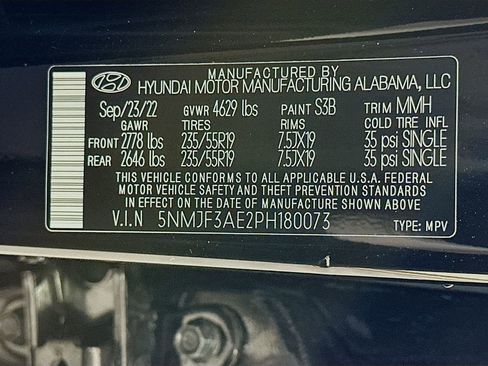 MANUFACTURED BY
HYUNDAI MOTOR MANUFACTURING ALABAMA, LLC
Sep/23/22 GVWR 4629 lbs PAINT S3B TRIM MMH
GAWR TIRES RIMS COLD TIRE INFL
FRONT 2778 lbs 235/55R19 7.57X19 35 psi SINGLE
REAR 2646 lbs 235/55R19 7.57X19 35 psi SINGLE
THIS VEHICLE CONFORMS TO ALL APPLICABLE U.S.A. FEDERAL
MOTOR VEHICLE SAFETY AND THEFT PREVENTION STANDARDS
IN EFFECT ON THE DATE OF MANUFACTURE SHOWN ABOVE.
V.I.N 5NMJF3AE2PH180073 TYPE: MPV